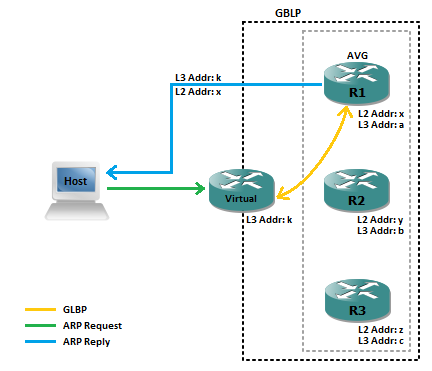 GBLP
AVG
L3 Addr: k
L2 Addr: x
R1
L2 Addr: x
L3 Addr: a
Host
Virtual
L3 Addr: k
R2
L2 Addr: y
L3 Addr: b
R3
L2 Addr: z
L3 Addr: c
GLBP
ARP Request
ARP Reply